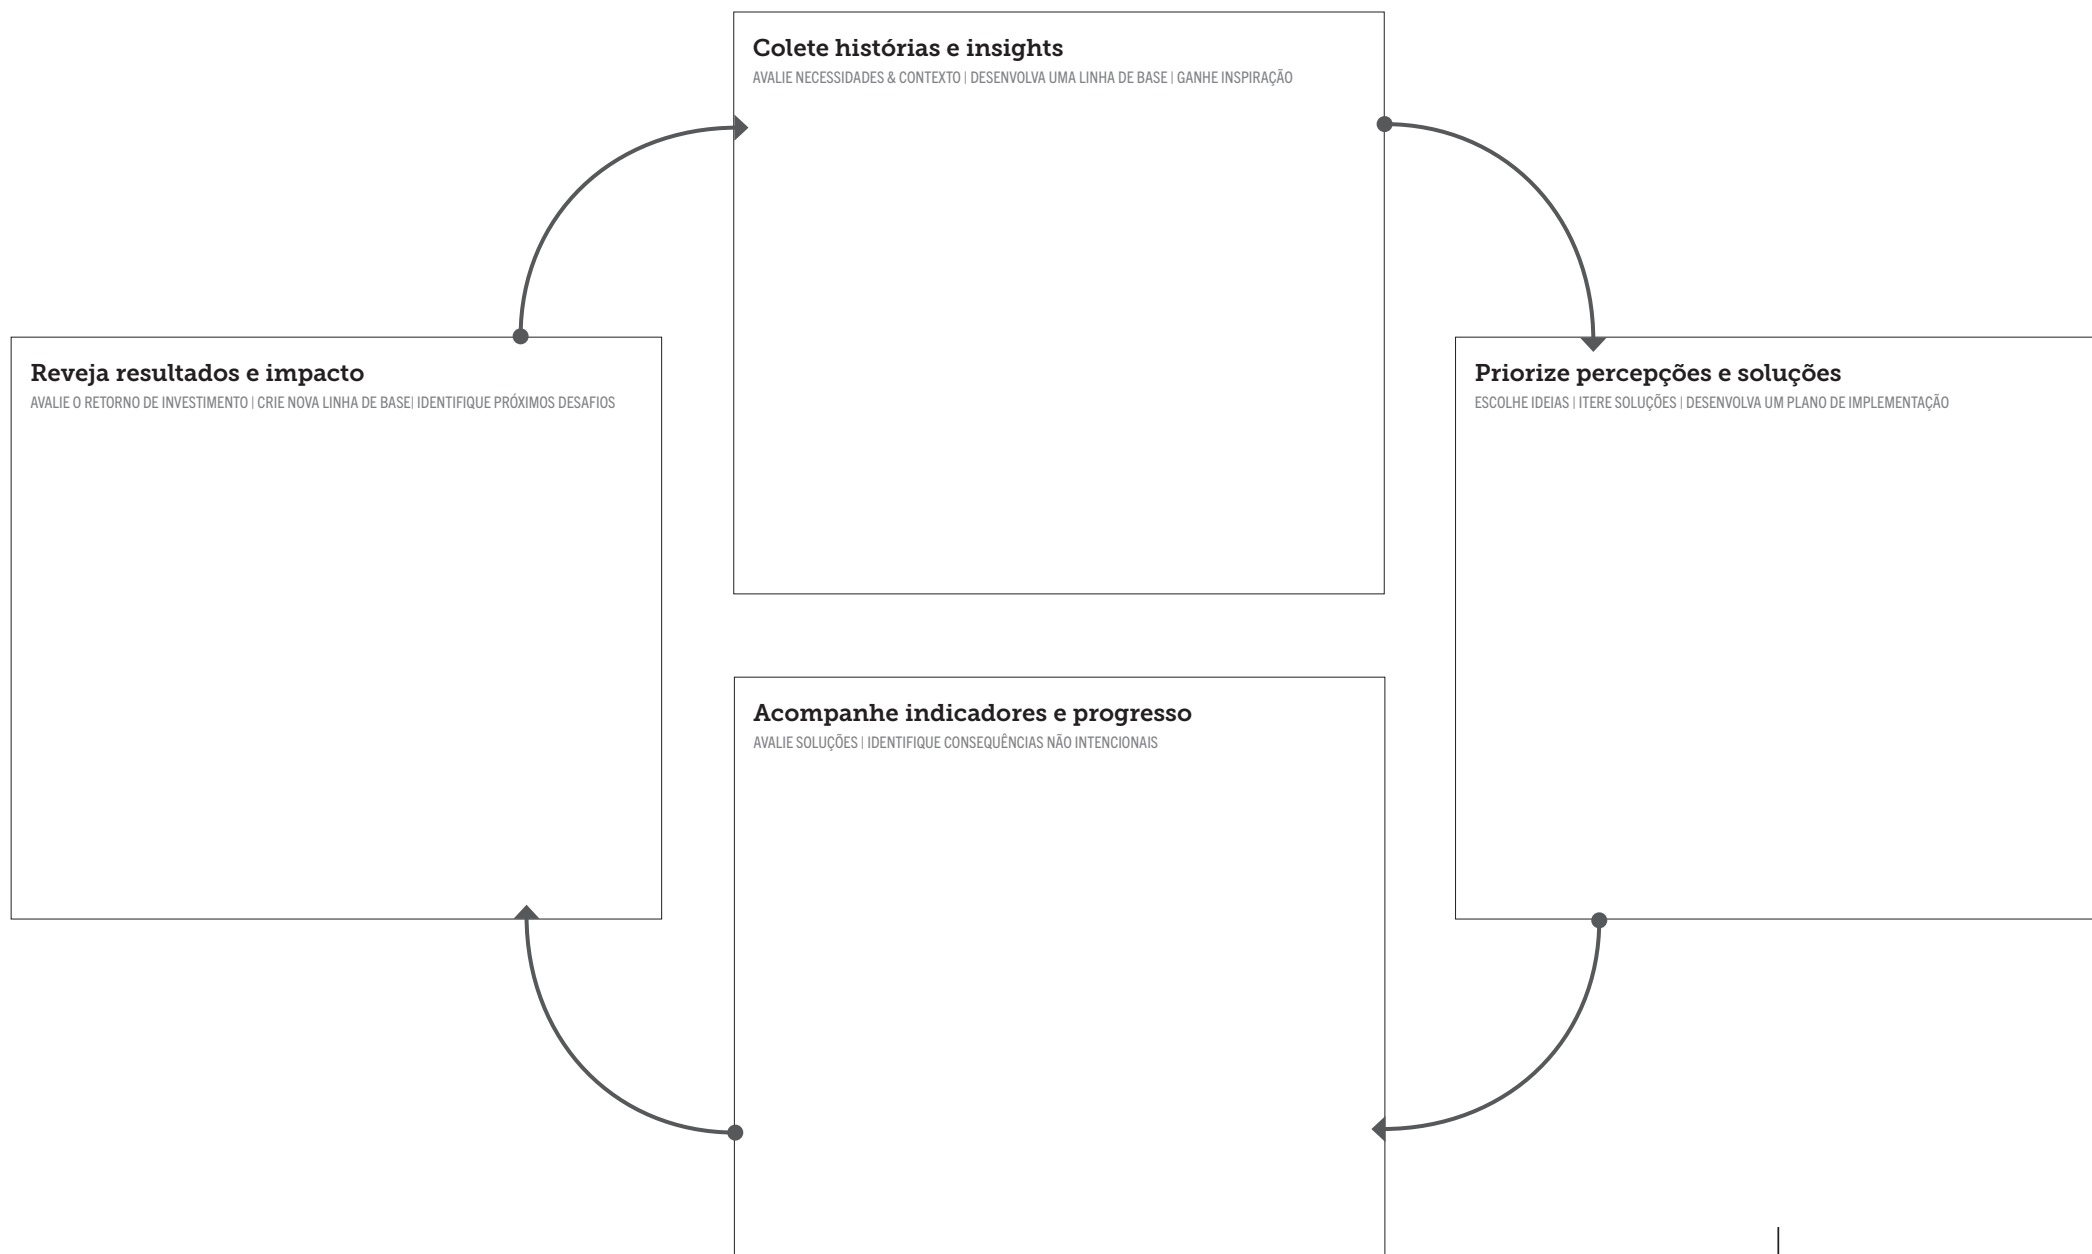 Colete histórias e insights
AVALIE NECESSIDADES & CONTEXTO | DESENVOLVA UMA LINHA DE BASE | GANHE INSPIRAÇÃO
Reveja resultados e impacto
AVALIE O RETORNO DE INVESTIMENTO | CRIE NOVA LINHA DE BASE| IDENTIFIQUE PRÓXIMOS DESAFIOS
Priorize percepções e soluções
ESCOLHE IDEIAS | ITERE SOLUÇÕES | DESENVOLVA UM PLANO DE IMPLEMENTAÇÃO
Acompanhe indicadores e progresso
AVALIE SOLUÇÕES | IDENTIFIQUE CONSEQUÊNCIAS NÃO INTENCIONAIS